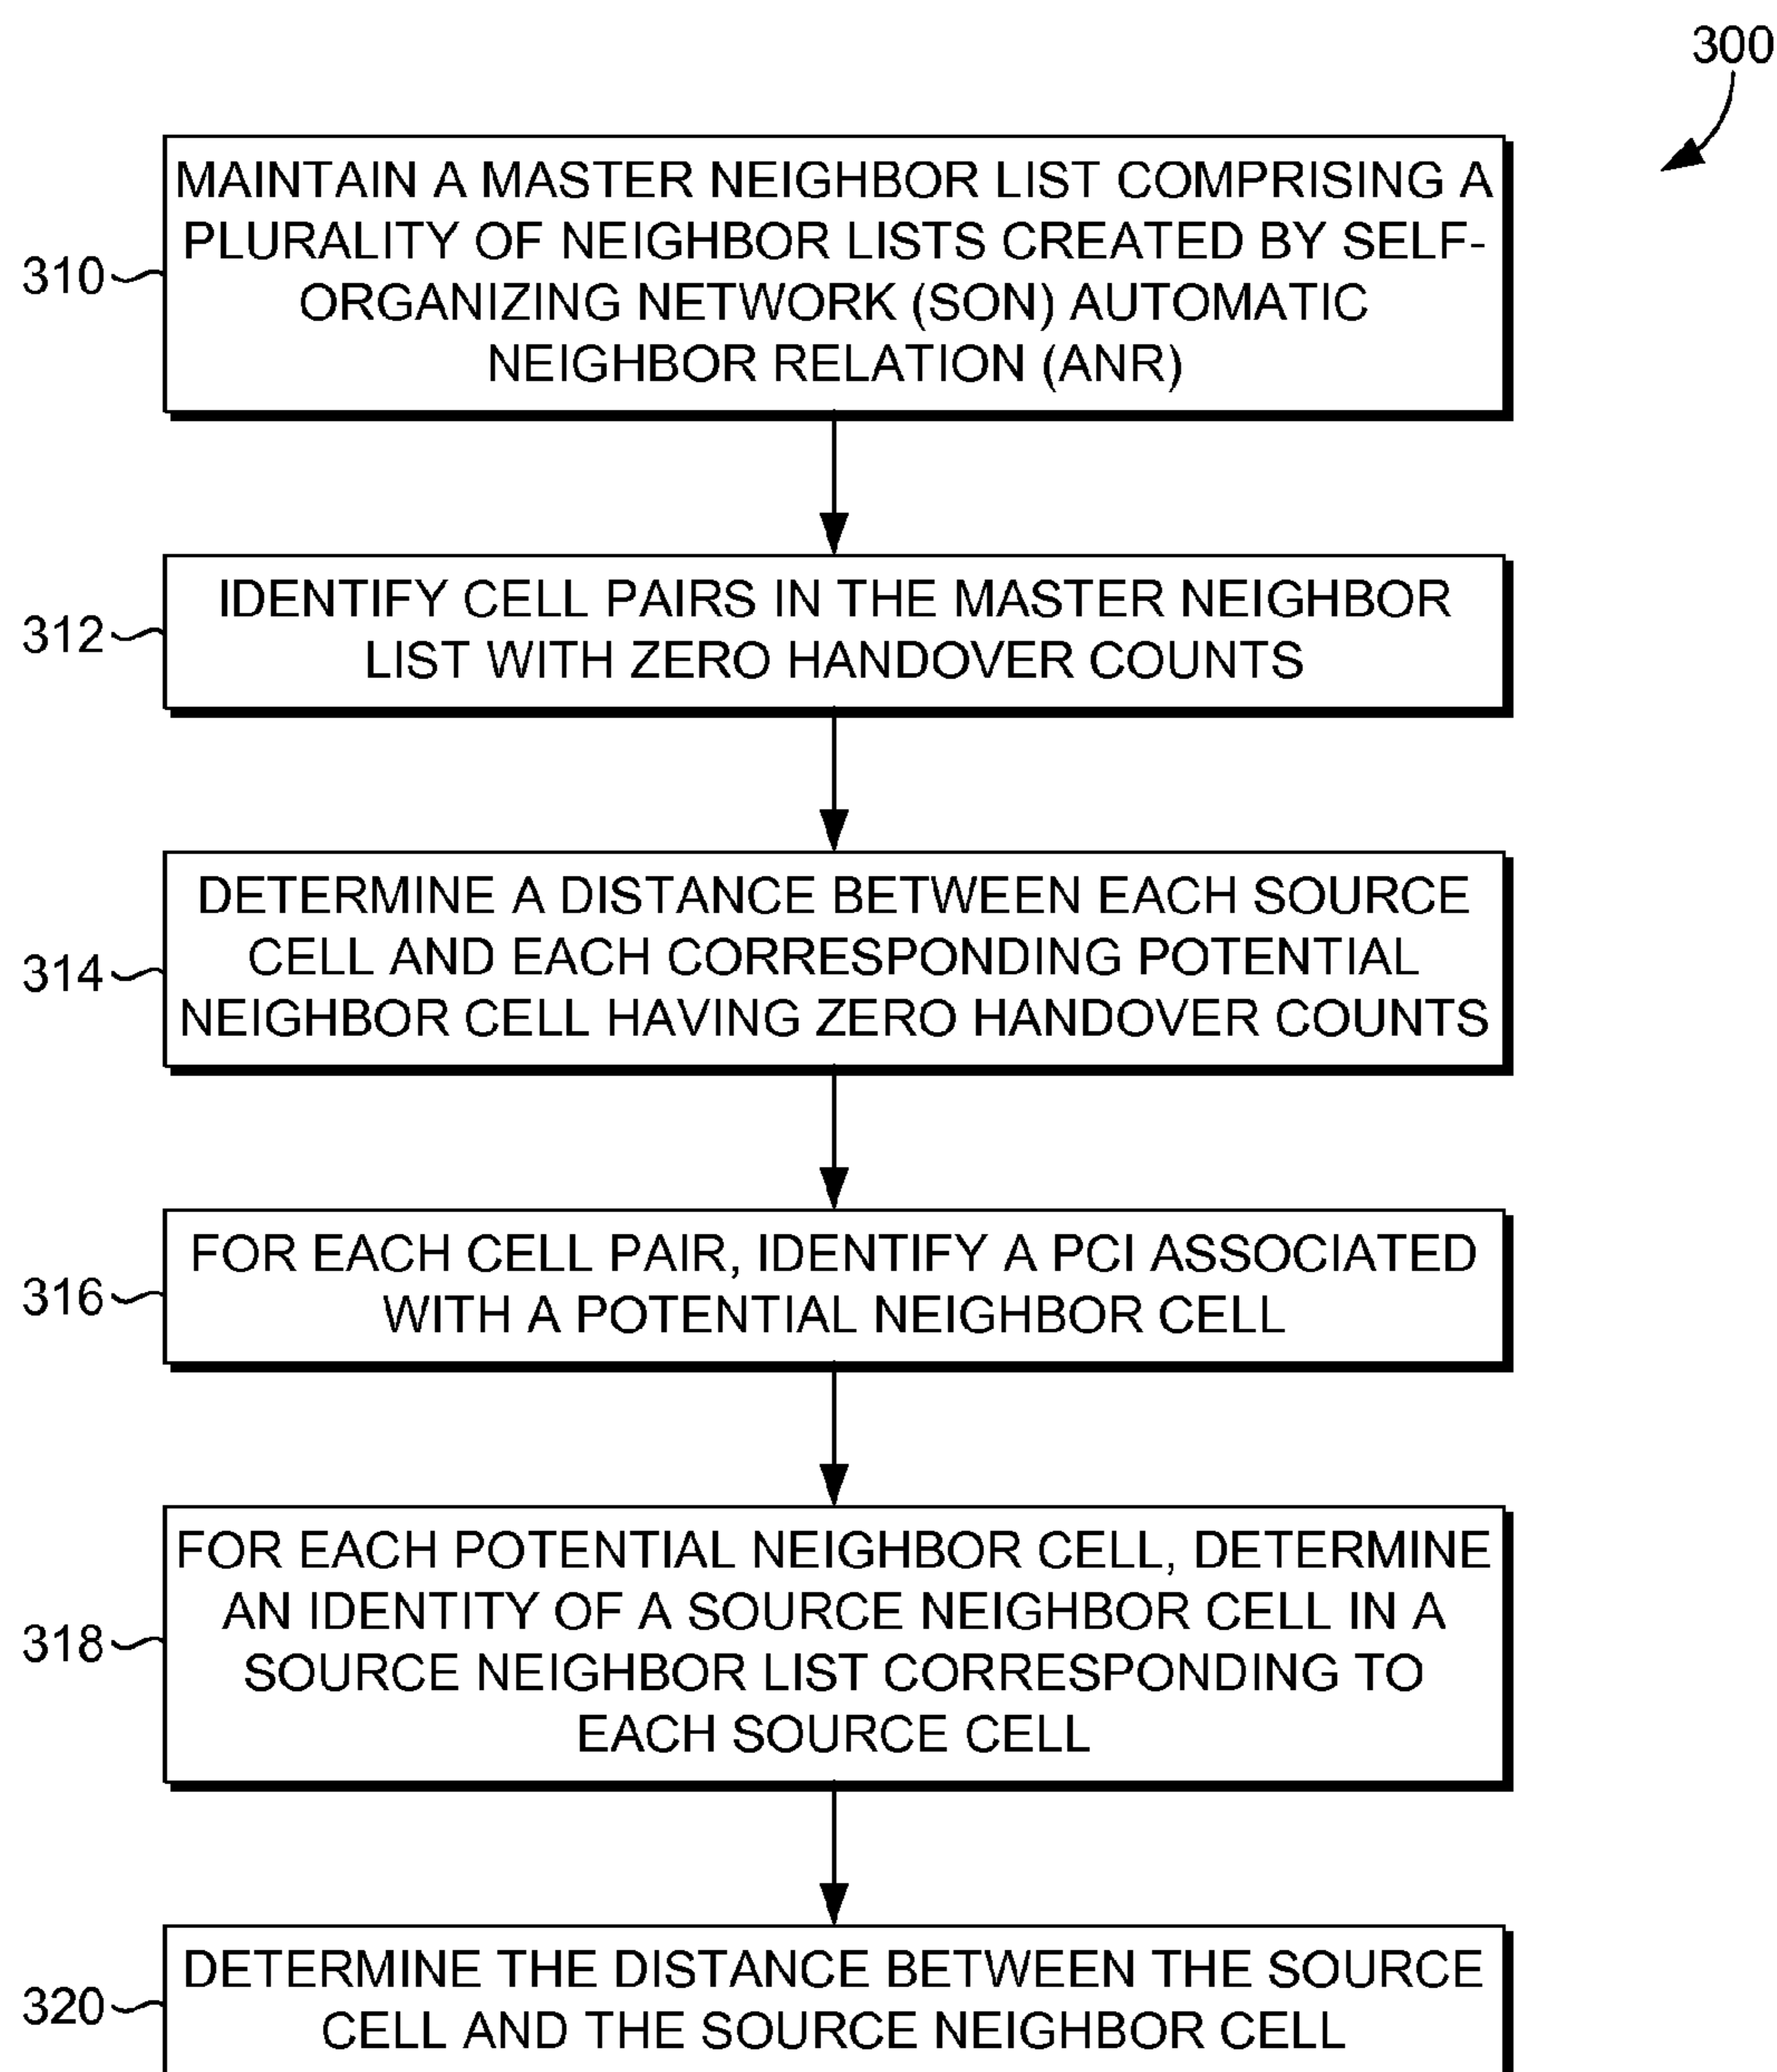 300
MAINTAIN A MASTER NEIGHBOR LIST COMPRISING A
PLURALITY OF NEIGHBOR LISTS CREATED BY SELF-
ORGANIZING NETWORK (SON) AUTOMATIC
NEIGHBOR RELATION (ANR)
310
IDENTIFY CELL PAIRS IN THE MASTER NEIGHBOR
LIST WITH ZERO HANDOVER COUNTS
312
DETERMINE A DISTANCE BETWEEN EACH SOURCE
CELL AND EACH CORRESPONDING POTENTIAL
NEIGHBOR CELL HAVING ZERO HANDOVER COUNTS
314
FOR EACH CELL PAIR, IDENTIFY A PCI ASSOCIATED
WITH A POTENTIAL NEIGHBOR CELL
316
FOR EACH POTENTIAL NEIGHBOR CELL, DETERMINE
AN IDENTITY OF A SOURCE NEIGHBOR CELL IN A
SOURCE NEIGHBOR LIST CORRESPONDING TO
EACH SOURCE CELL
318
DETERMINE THE DISTANCE BETWEEN THE SOURCE
CELL AND THE SOURCE NEIGHBOR CELL
320